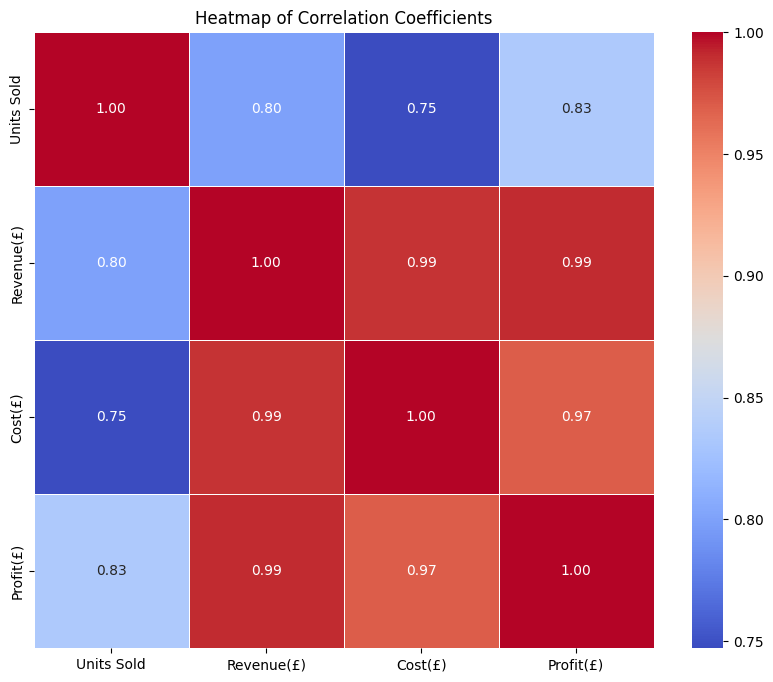 Heatmap of Correlation Coefficients
Units Sold
1.00
0.80
0.75
0.83
Revenue(£)
0.80
1.00
0.99
0.99
Cost(£)
0.75
0.99
1.00
0.97
Profit(£)
0.83
0.99
0.97
1.00
Units Sold
Revenue(£)
Cost(£)
Profit(£)
1.00
0.95
0.90
0.85
0.80
0.75